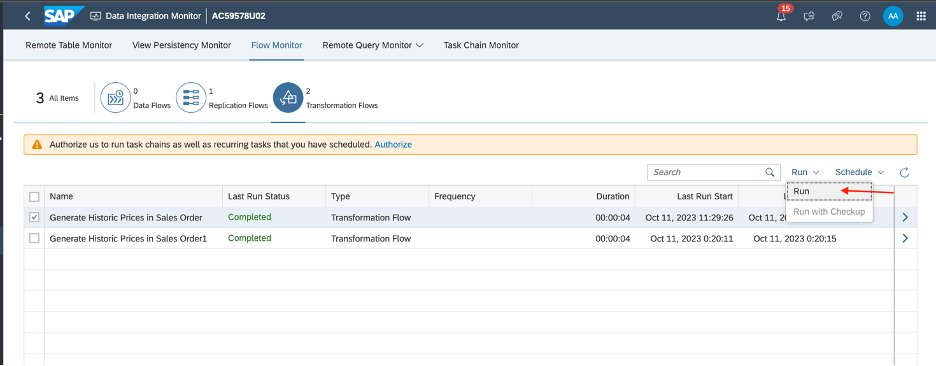 SAP Data Integration Monitor AC59578U02 15 AA
Remote Table Monitor View Persistency Monitor Flow Monitor Remote Query Monitor Task Chain Monitor
3 All Items 0 Data Flows 1 Replication Flows 2 Transformation Flows
Authorize us to run task chains as well as recurring tasks that you have scheduled. Authorize
Search Run Schedule
Run
Run with Checkup
Name Last Run Status Type Frequency Duration Last Run Start
Generate Historic Prices in Sales Order Completed Transformation Flow 00:00:04 Oct 11, 2023 11:29:26 Oct 11, 20
Generate Historic Prices in Sales Order1 Completed Transformation Flow 00:00:04 Oct 11, 2023 0:20:11 Oct 11, 2023 0:20:15